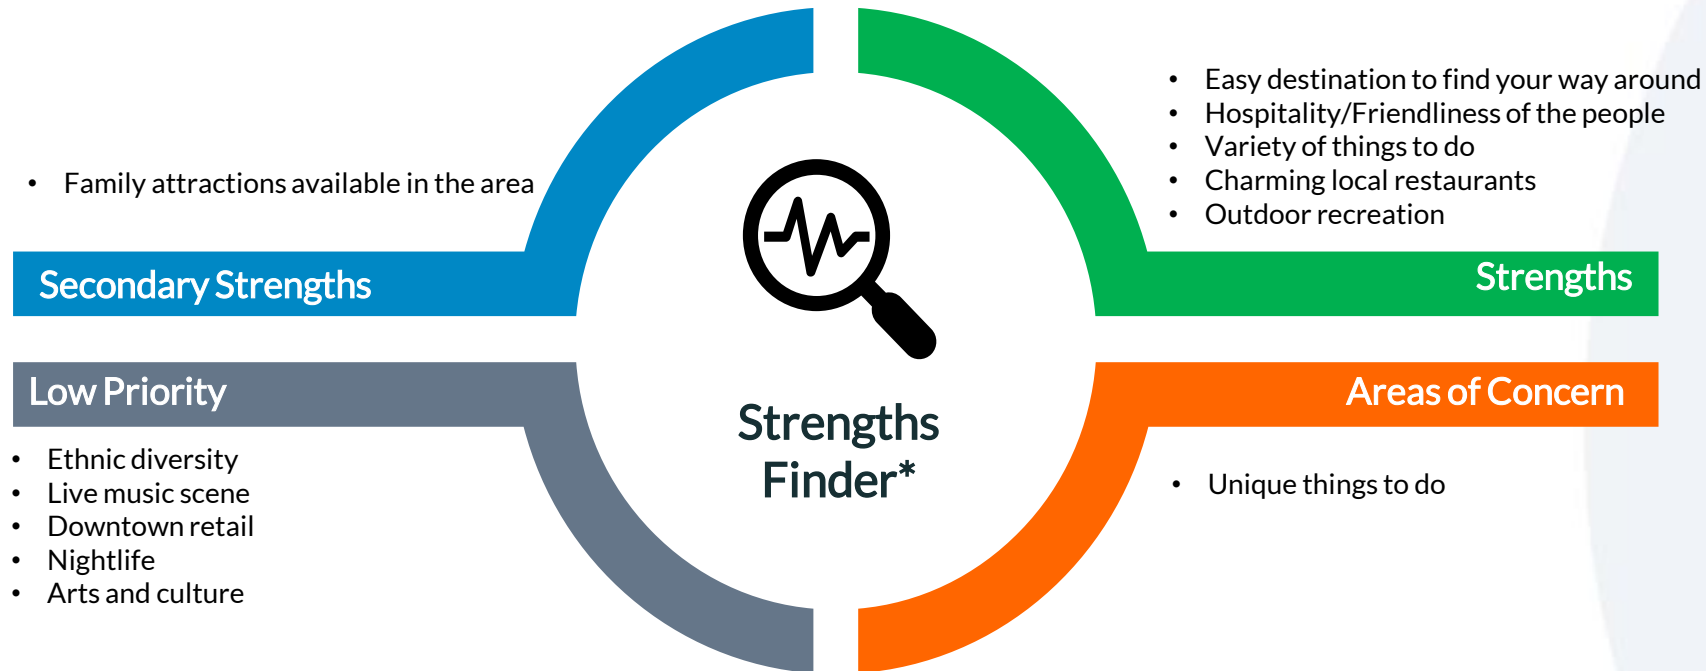 • Family attractions available in the area
Secondary Strengths
• Easy destination to find your way around
• Hospitality/Friendliness of the people
• Variety of things to do
• Charming local restaurants
• Outdoor recreation
Strengths
Strengths
Finder*
Low Priority
• Ethnic diversity
• Live music scene
• Downtown retail
• Nightlife
• Arts and culture
Areas of Concern
• Unique things to do